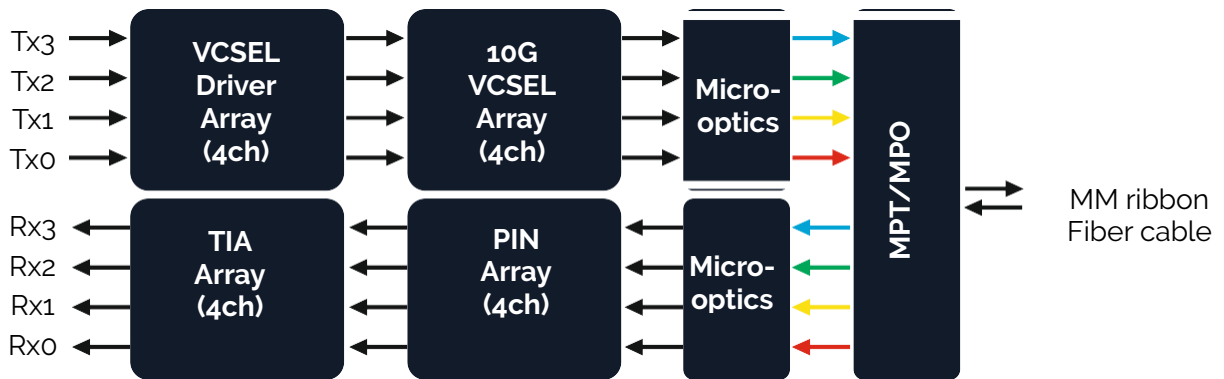 Tx3
Tx2
Tx1
Tx0
VCSEL
Driver
Array
(4ch)
10G
VCSEL
Array
(4ch)
Micro-
optics
MPT/MPO
MM ribbon
Fiber cable
Rx3
Rx2
Rx1
Rx0
TIA
Array
(4ch)
PIN
Array
(4ch)
Micro-
optics